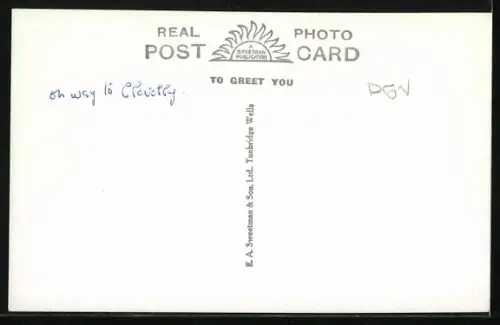 REAL PHOTO
POST CARD
A
SWEETMAN
PUBLICATION
TO GREET YOU
on way to Clovelly.
DGV
E. A. Sweetman & Son, Ltd., Tunbridge Wells